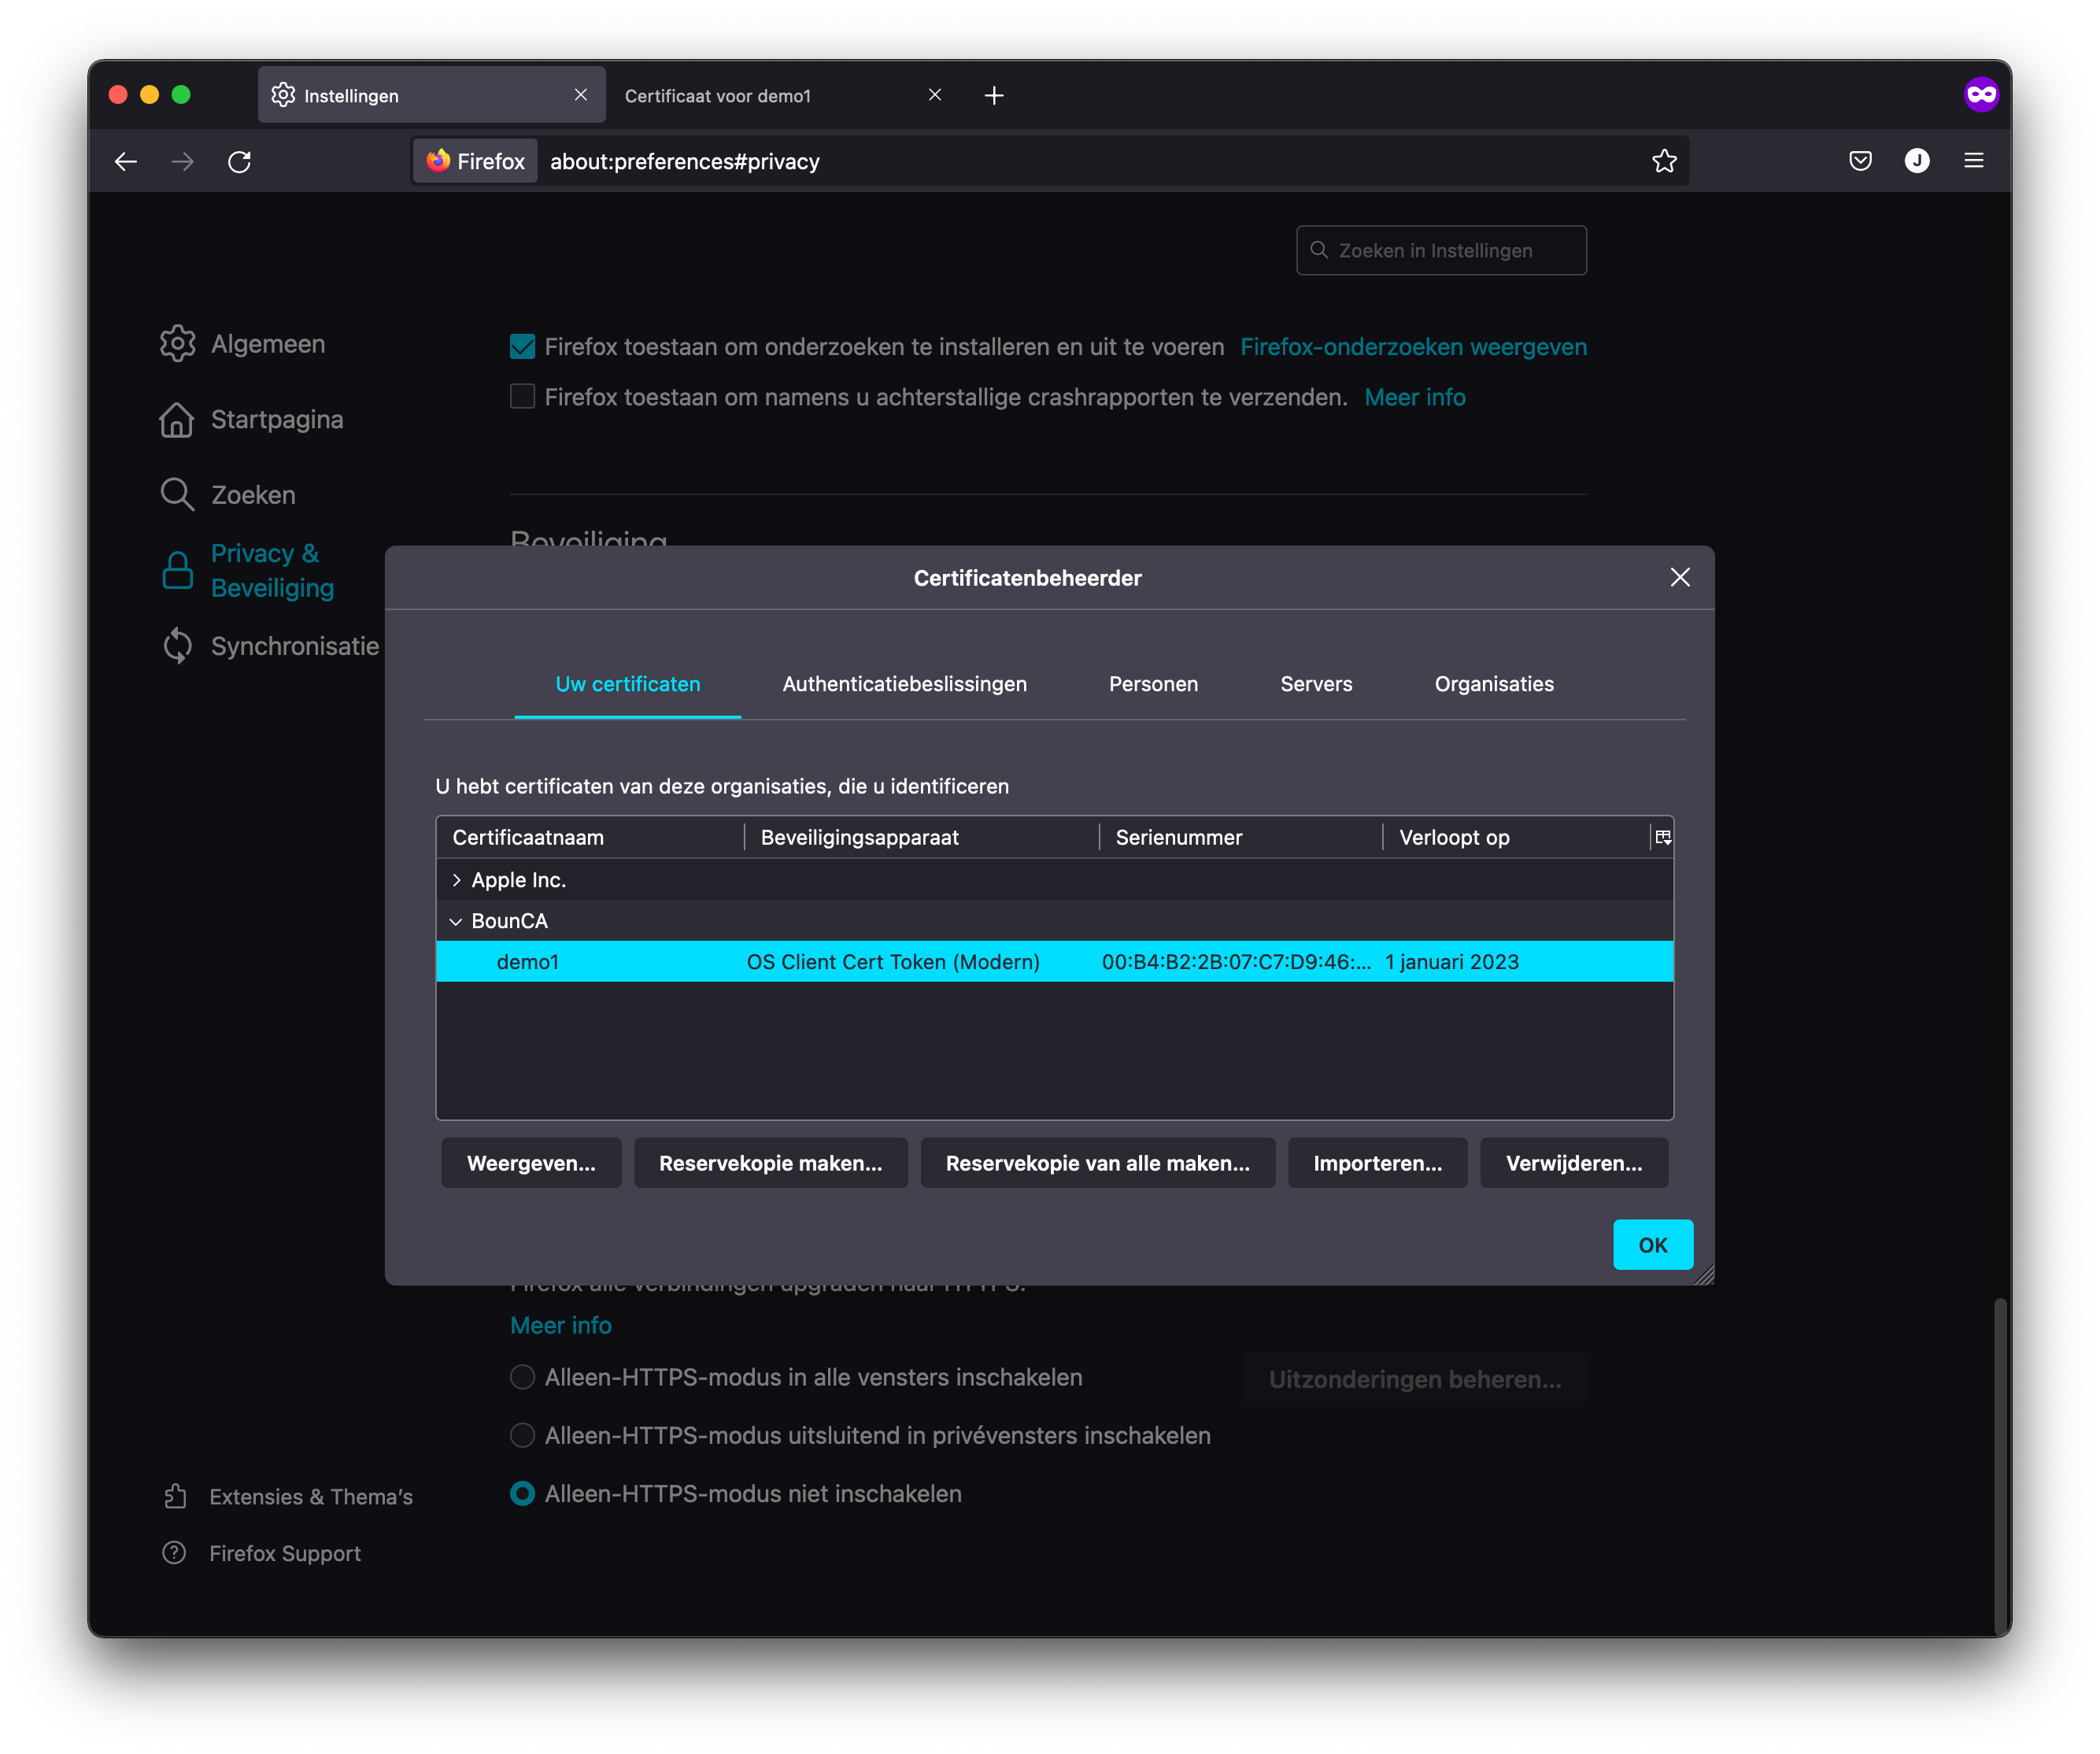 Instellingen
Certificaat voor demo1
Firefox
about:preferences#privacy
J
Zoeken in Instellingen
Algemeen
Startpagina
Zoeken
Privacy &
Beveiliging
Synchronisatie
Firefox toestaan om onderzoeken te installeren en uit te voeren Firefox-onderzoeken weergeven
Firefox toestaan om namens u achterstallige crashrapporten te verzenden. Meer info
Beveiliging
Certificatenbeheerder
Uw certificaten Authenticatiebeslissingen Personen Servers Organisaties
U hebt certificaten van deze organisaties, die u identificeren
Certificaatnaam Beveiligingsapparaat Serienummer Verloopt op
Apple Inc.
BounCA
demo1 OS Client Cert Token (Modern) 00:B4:B2:2B:07:C7:D9:46:... 1 januari 2023
Weergeven... Reservekopie maken... Reservekopie van alle maken... Importeren... Verwijderen...
OK
Firefox alle verbindingen upgraden naar HTTPS.
Meer info
Alleen-HTTPS-modus in alle vensters inschakelen
Uitzonderingen beheren...
Alleen-HTTPS-modus uitsluitend in privévensters inschakelen
Alleen-HTTPS-modus niet inschakelen
Extensies & Thema's
Firefox Support